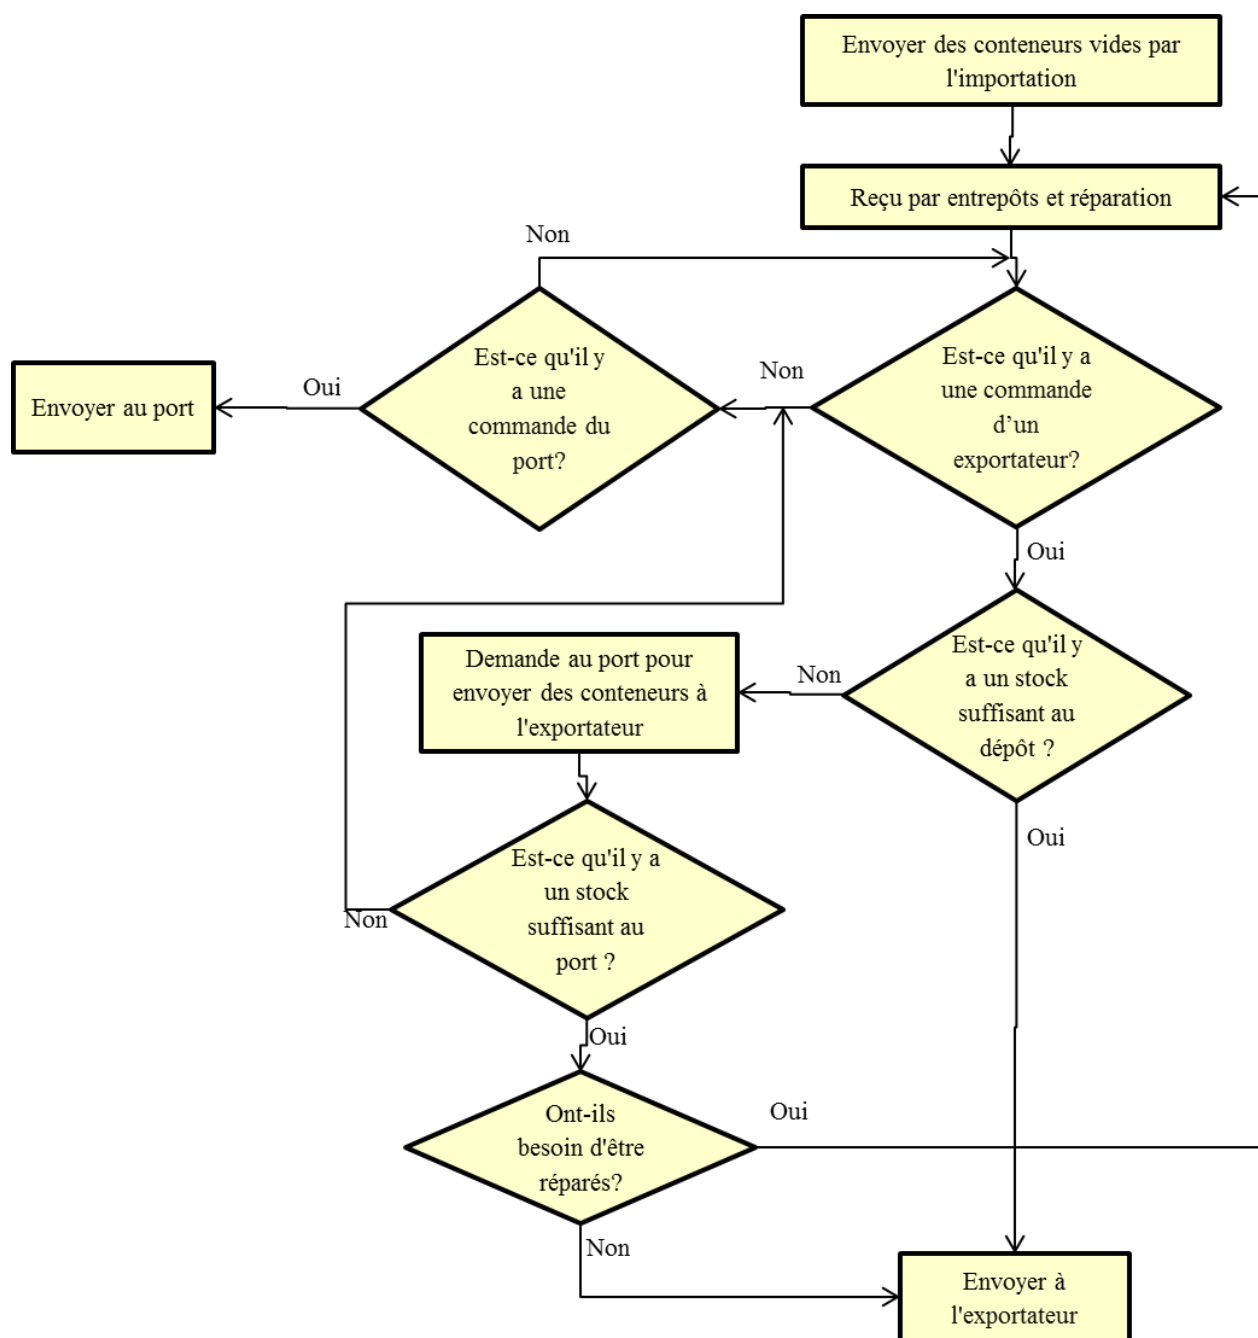 Envoyer des conteneurs vides par
l'importation
Reçu par entrepôts et réparation
Non
Est-ce qu'il y
a une
commande du
port?
Oui
Envoyer au port
Non
Est-ce qu'il y a
une commande
d’un
exportateur?
Oui
Est-ce qu'il y
a un stock
suffisant au
dépôt ?
Non
Demande au port pour
envoyer des conteneurs à
l'exportateur
Oui
Est-ce qu'il y a
un stock
suffisant au
port ?
Non
Oui
Ont-ils
besoin d'être
réparés?
Oui
Non
Envoyer à
l'exportateur